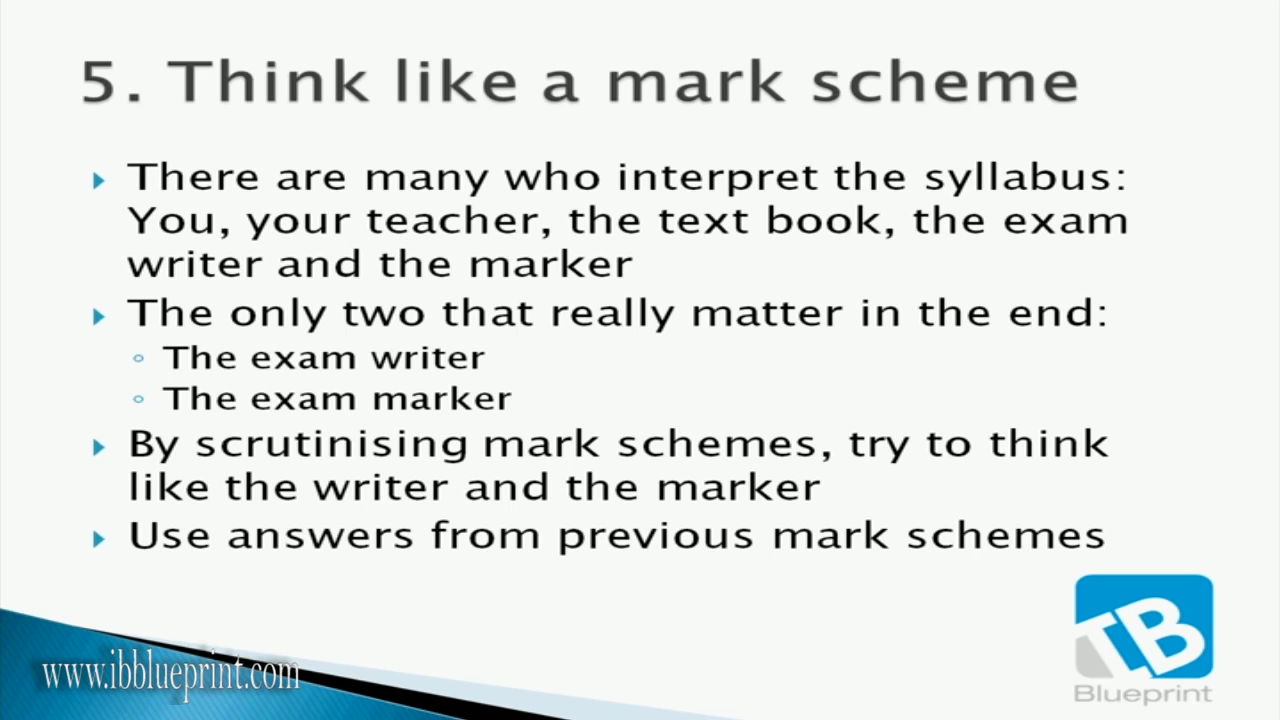 5. Think like a mark scheme
There are many who interpret the syllabus:
You, your teacher, the text book, the exam
writer and the marker
The only two that really matter in the end:
The exam writer
The exam marker
By scrutinising mark schemes, try to think
like the writer and the marker
Use answers from previous mark schemes
IB
Blueprint
www.ibblueprint.com